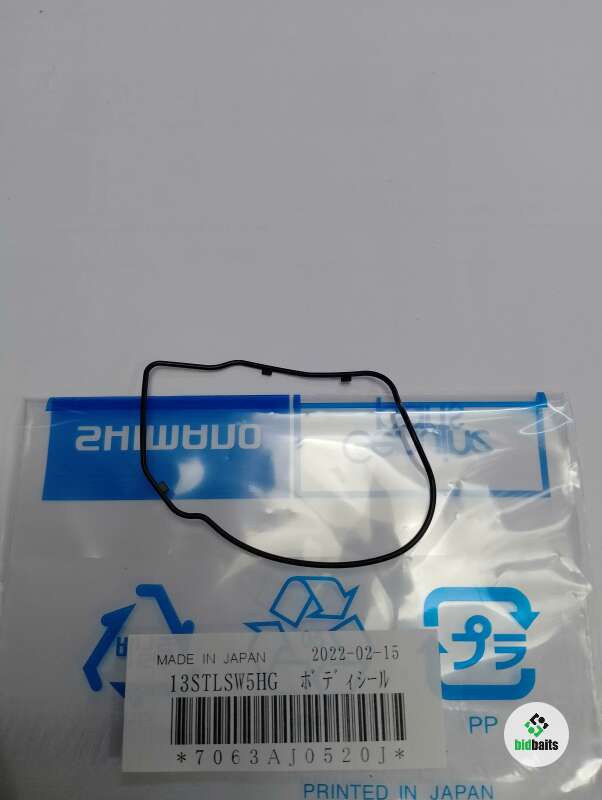 SHIMANO
MADE IN JAPAN 2022-02-15
13STLSW5HG ﾎﾞﾃﾞｨｼｰﾙ
*7063AJ0520J*
プラ
PP
bidbaits
PRINTED IN JAPAN